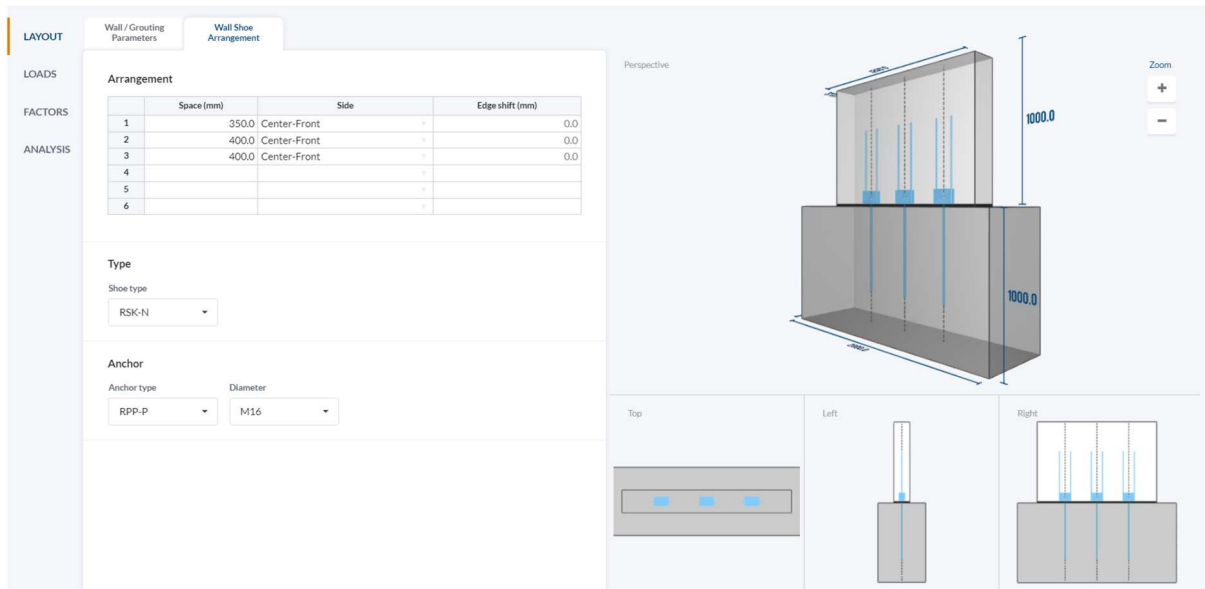 LAYOUT
LOADS
FACTORS
ANALYSIS
Wall / Grouting
Parameters
Wall Shoe
Arrangement
Arrangement
Space (mm) Side Edge shift (mm)
1 350.0 Center-Front 0.0
2 400.0 Center-Front 0.0
3 400.0 Center-Front 0.0
4
5
6
Type
Shoe type
RSK-N
Anchor
Anchor type Diameter
RPP-P M16
Perspective
Zoom
+
−
1000.0
1000.0
Top
Left
Right